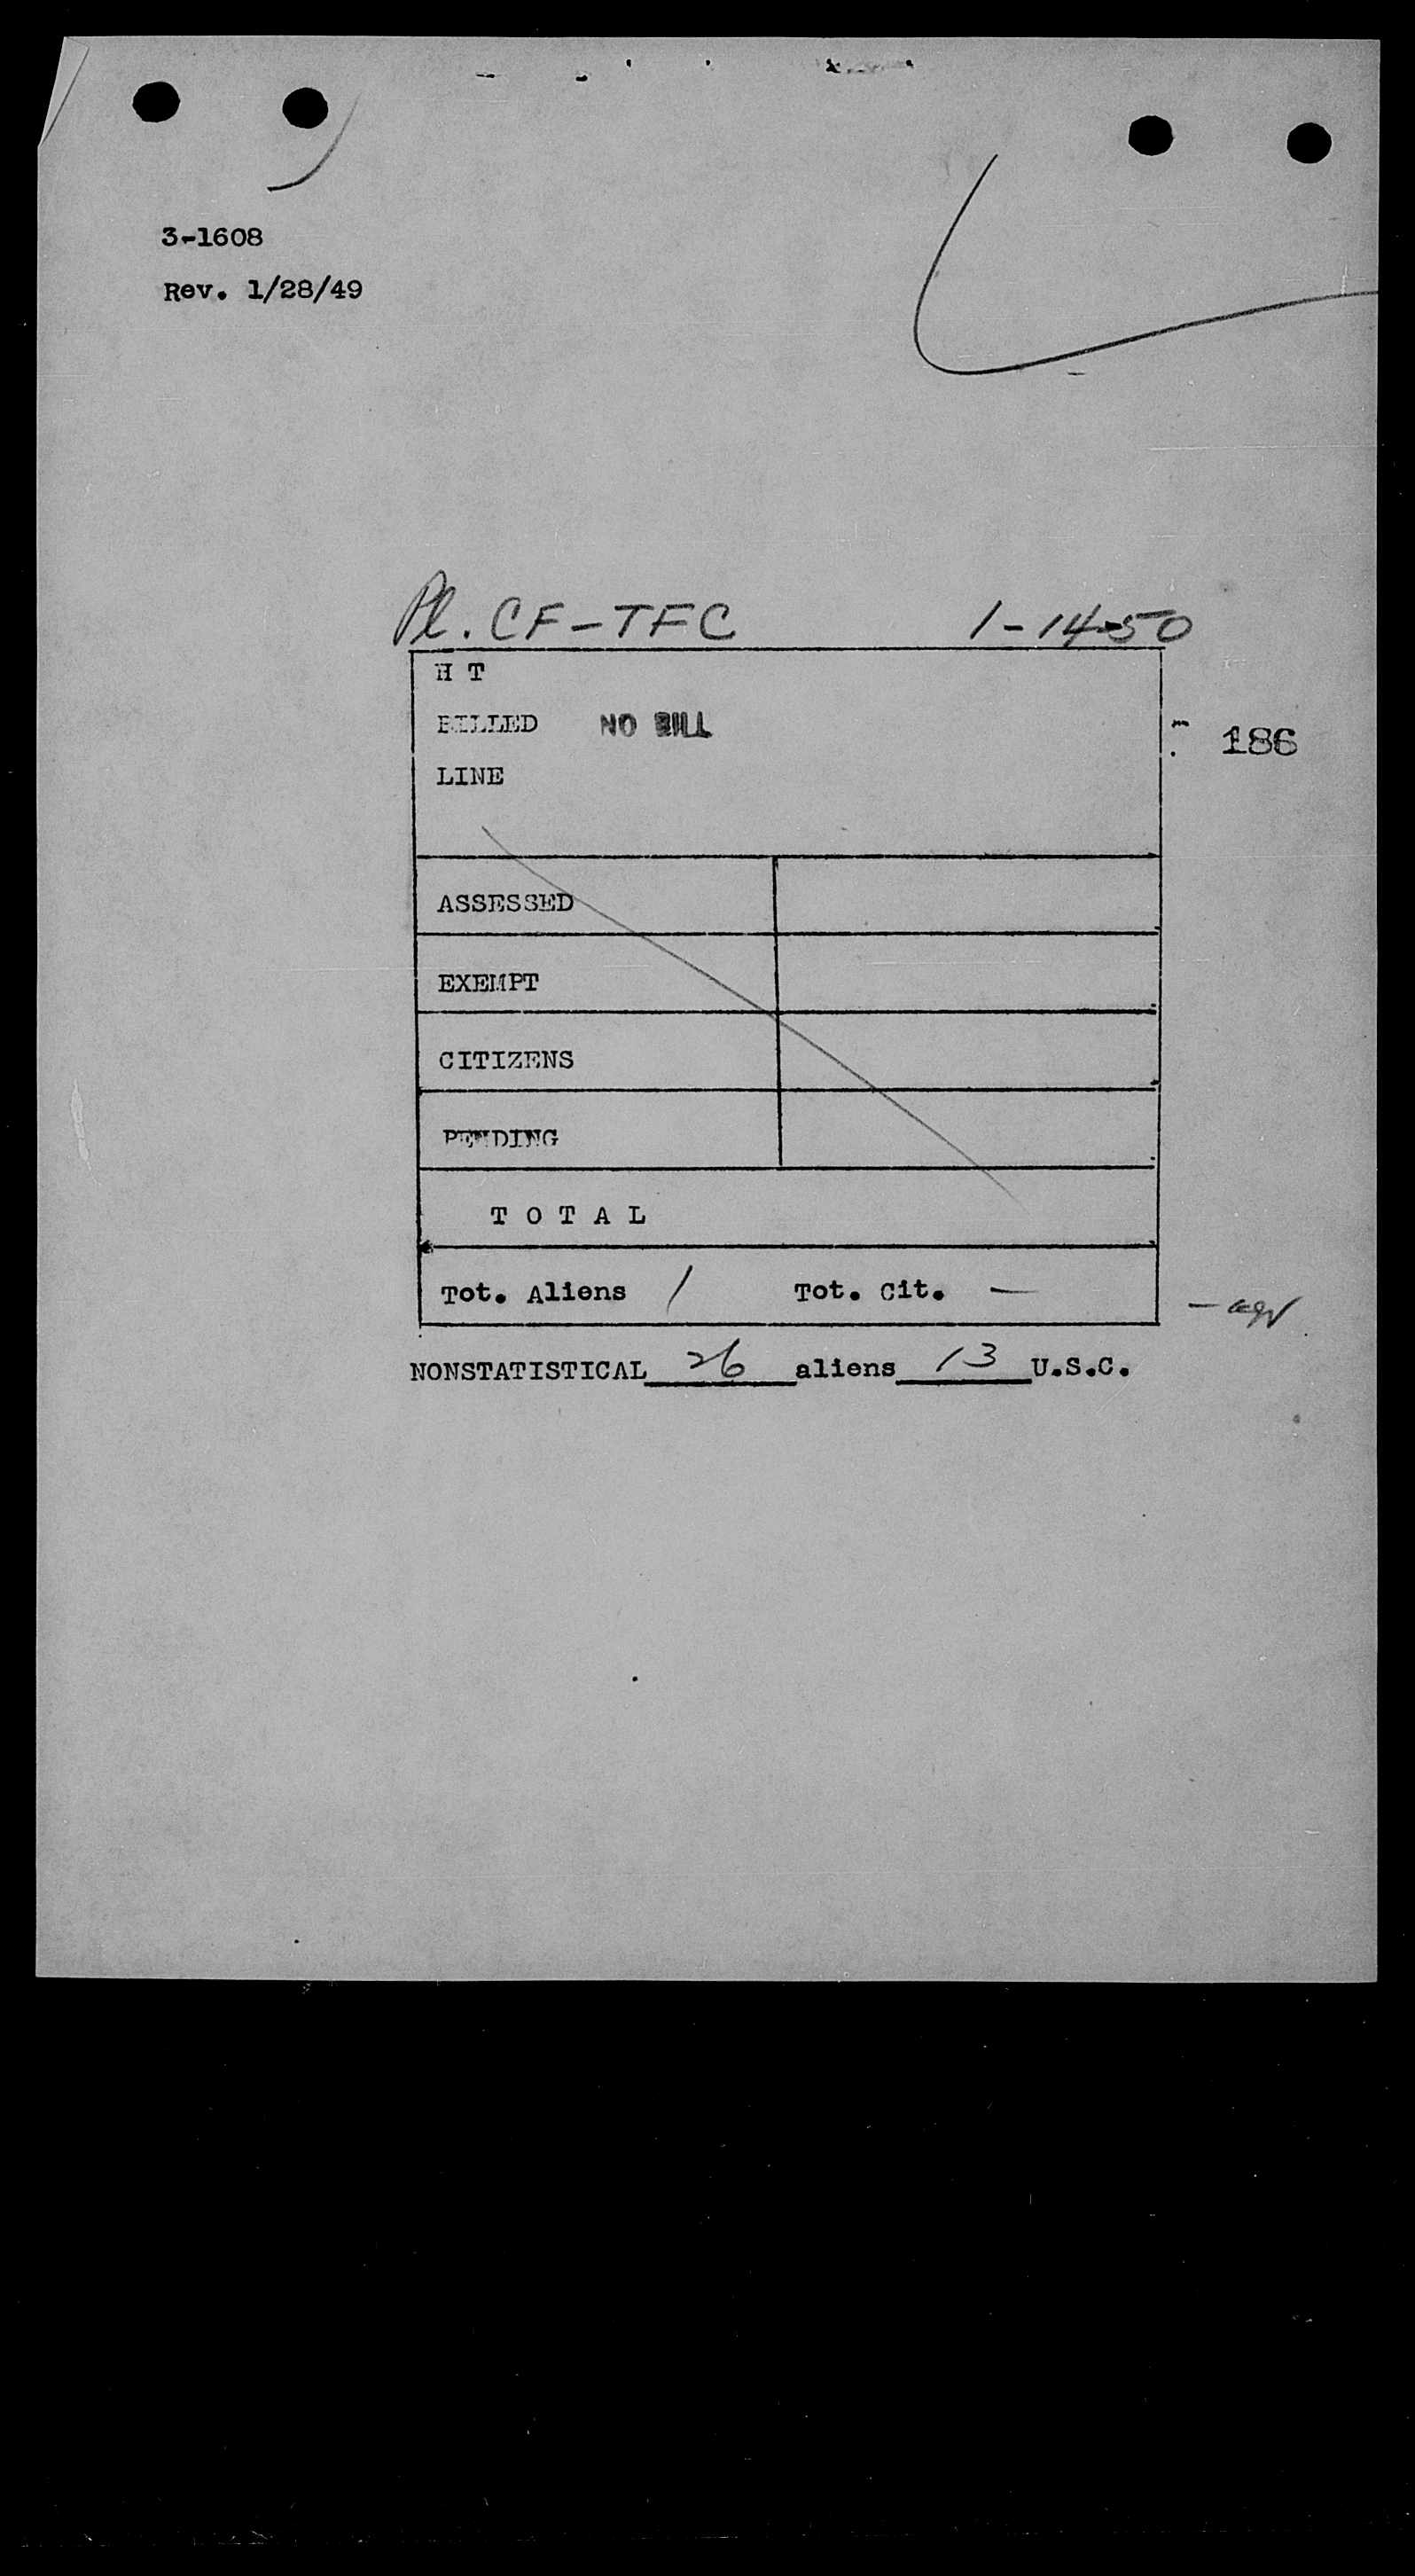 3-1608
Rev. 1/28/49
Pl. CF-TFC 1-14-50
H T
BILLED NO BILL
186
LINE
ASSESSED
EXEMPT
CITIZENS
PENDING
T O T A L
Tot. Aliens / Tot. Cit. —
NONSTATISTICAL 26 aliens 13 U.S.C.